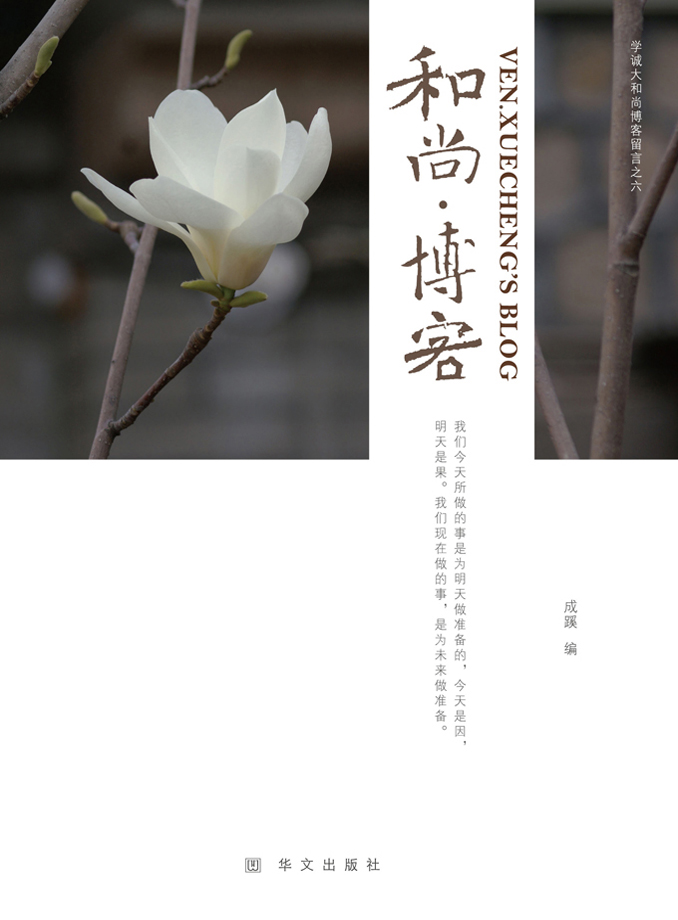 学诚大和尚博客留言之六
和尚·博客
VEN.XUECHENG'S BLOG
我们今天所做的事是为明天做准备的，今天是因，
明天是果。我们现在做的事，是为未来做准备。
成蹊 编
华文出版社